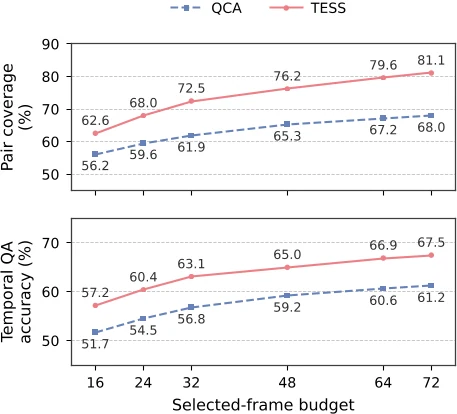 QCA TESS
Pair coverage
(%)
90
80
70
60
50
62.6 68.0 72.5 76.2 79.6 81.1
56.2 59.6 61.9 65.3 67.2 68.0
Temporal QA
accuracy (%)
70
60
50
57.2 60.4 63.1 65.0 66.9 67.5
51.7 54.5 56.8 59.2 60.6 61.2
16 24 32 48 64 72
Selected-frame budget